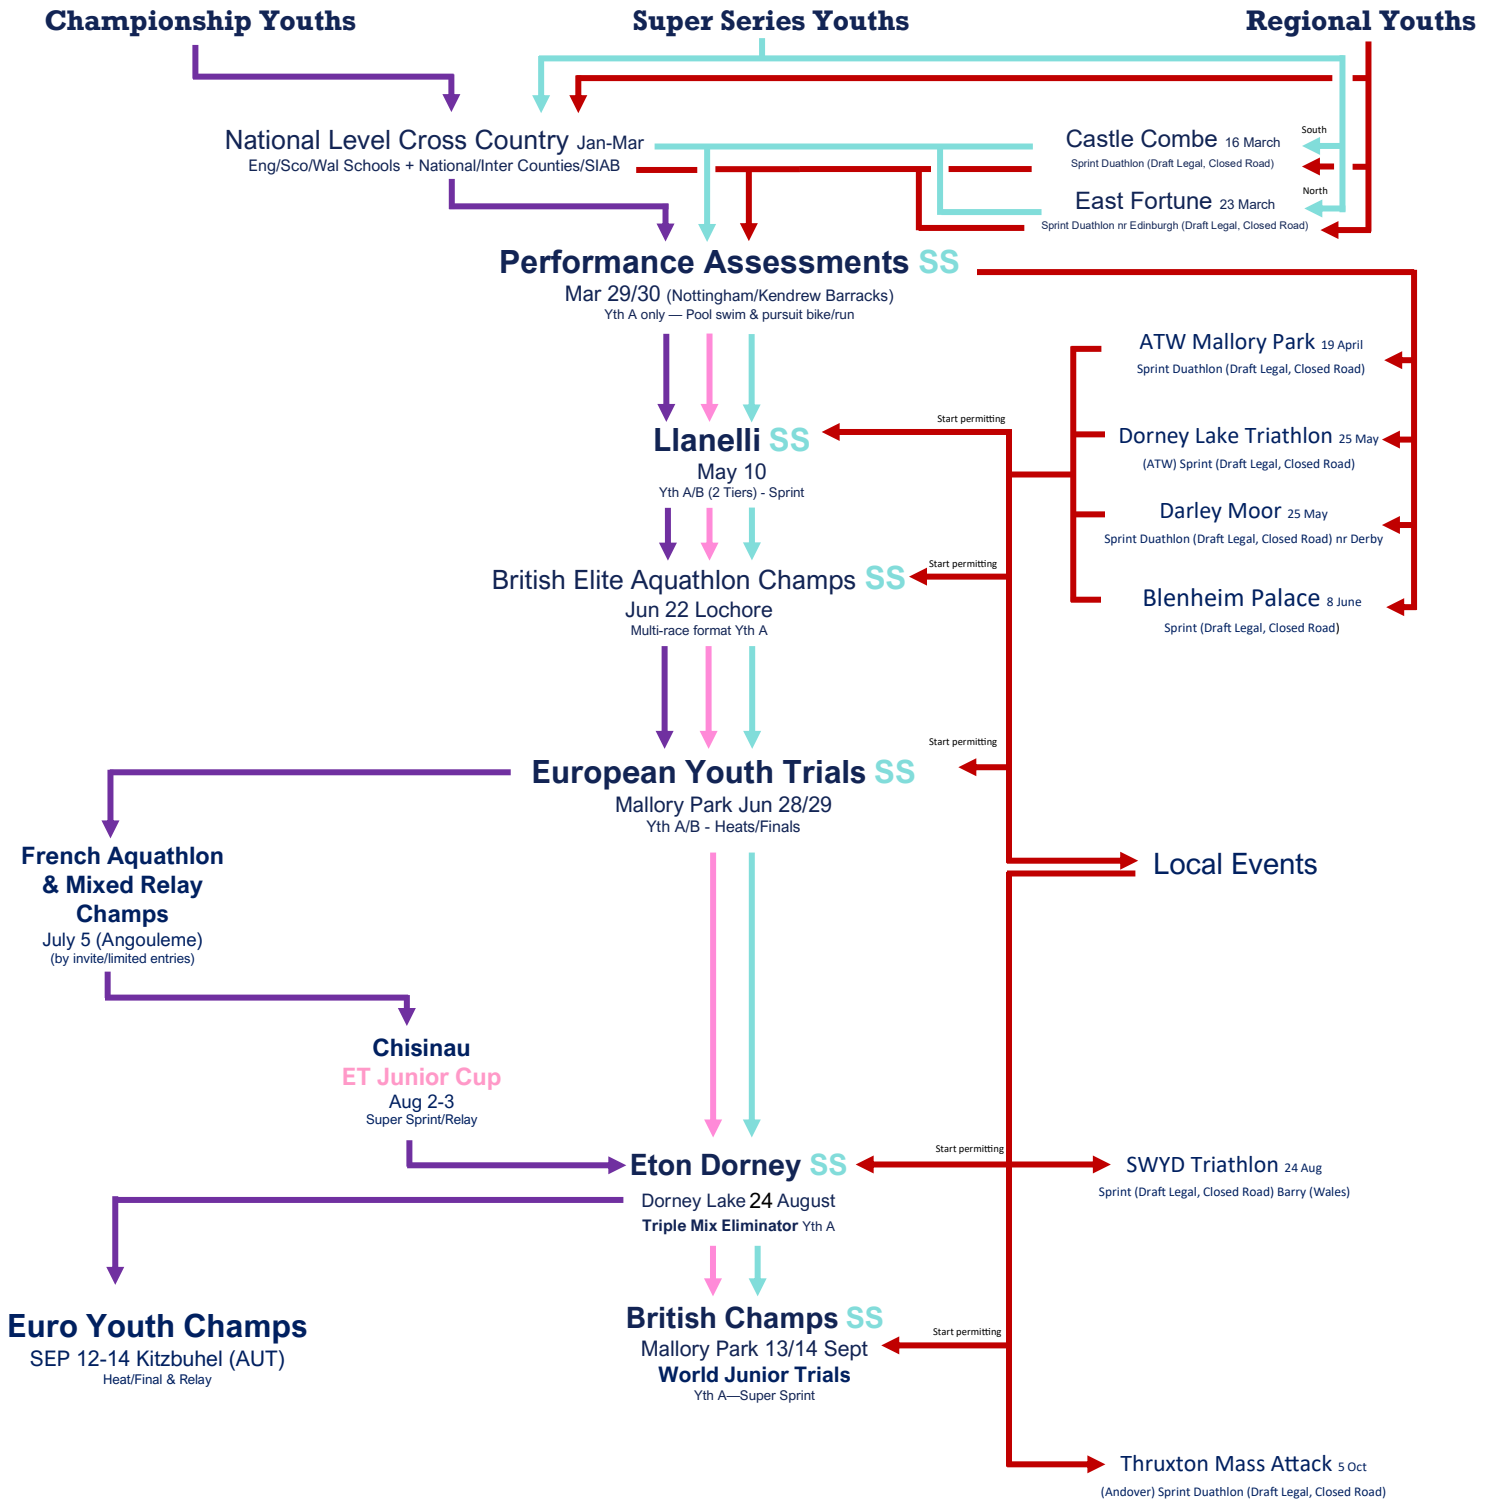 Championship Youths
Super Series Youths
Regional Youths
National Level Cross Country Jan-Mar
Eng/Sco/Wal Schools + National/Inter Counties/SIAB
South
Castle Combe 16 March
Sprint Duathlon (Draft Legal, Closed Road)
North
East Fortune 23 March
Sprint Duathlon nr Edinburgh (Draft Legal, Closed Road)
Performance Assessments SS
Mar 29/30 (Nottingham/Kendrew Barracks)
Yth A only — Pool swim & pursuit bike/run
ATW Mallory Park 19 April
Sprint Duathlon (Draft Legal, Closed Road)
Dorney Lake Triathlon 25 May
(ATW) Sprint (Draft Legal, Closed Road)
Darley Moor 25 May
Sprint Duathlon (Draft Legal, Closed Road) nr Derby
Blenheim Palace 8 June
Sprint (Draft Legal, Closed Road)
Start permitting
Llanelli SS
May 10
Yth A/B (2 Tiers) - Sprint
Start permitting
British Elite Aquathlon Champs SS
Jun 22 Lochore
Multi-race format Yth A
Start permitting
European Youth Trials SS
Mallory Park Jun 28/29
Yth A/B - Heats/Finals
Local Events
French Aquathlon
& Mixed Relay
Champs
July 5 (Angouleme)
(by invite/limited entries)
Chisinau
ET Junior Cup
Aug 2-3
Super Sprint/Relay
Start permitting
Eton Dorney SS
Dorney Lake 24 August
Triple Mix Eliminator Yth A
SWYD Triathlon 24 Aug
Sprint (Draft Legal, Closed Road) Barry (Wales)
Euro Youth Champs
SEP 12-14 Kitzbuhel (AUT)
Heat/Final & Relay
British Champs SS
Start permitting
Mallory Park 13/14 Sept
World Junior Trials
Yth A—Super Sprint
Thruxton Mass Attack 5 Oct
(Andover) Sprint Duathlon (Draft Legal, Closed Road)